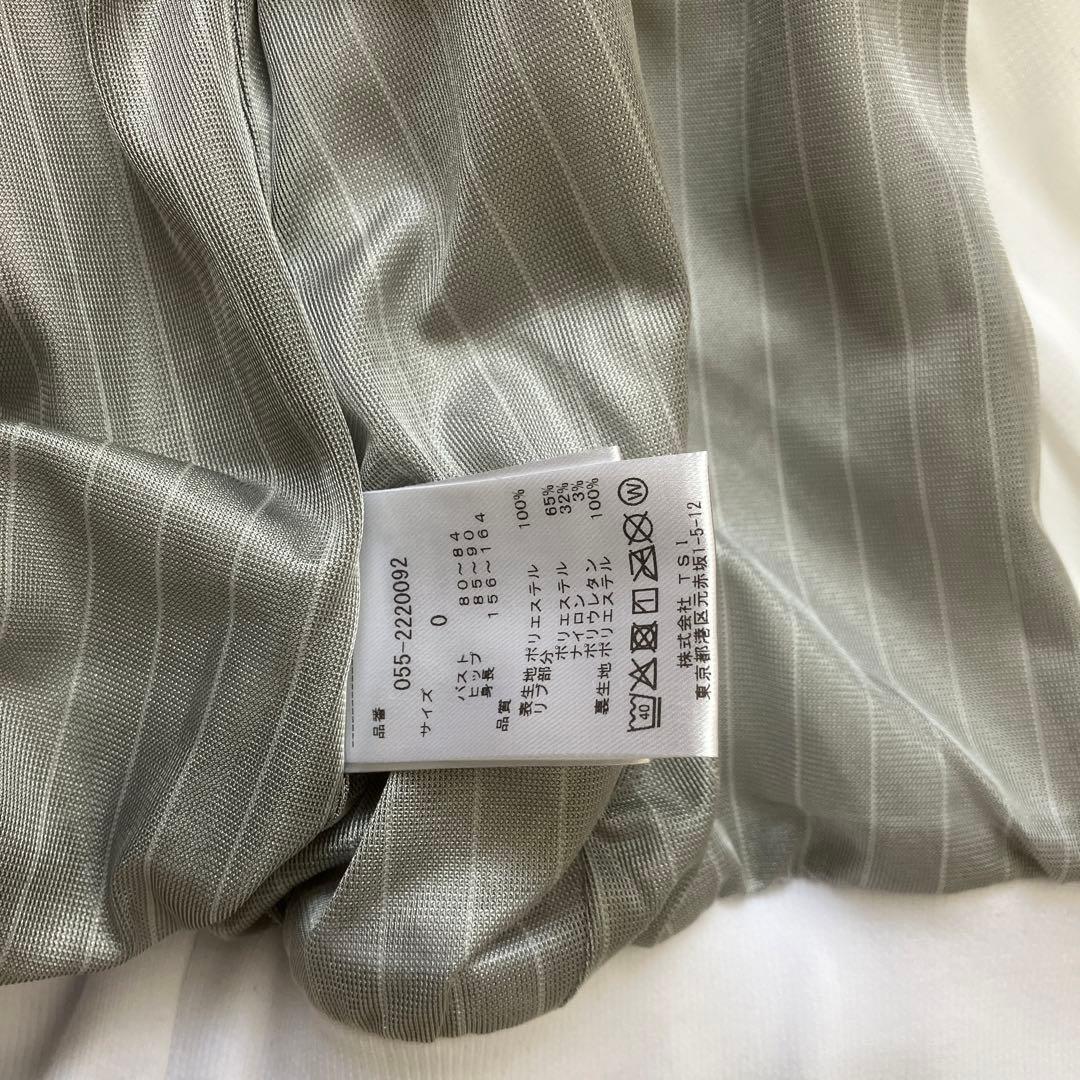 品番
055-2220092
サイズ
0
バスト 80～84
ヒップ 85～90
身長 156～164
品質
表生地 ポリエステル 100%
リブ部分
ポリエステル 65%
ナイロン 32%
ポリウレタン 3%
裏生地 ポリエステル 100%
40 W
株式会社 TSI
東京都港区元赤坂1-5-12